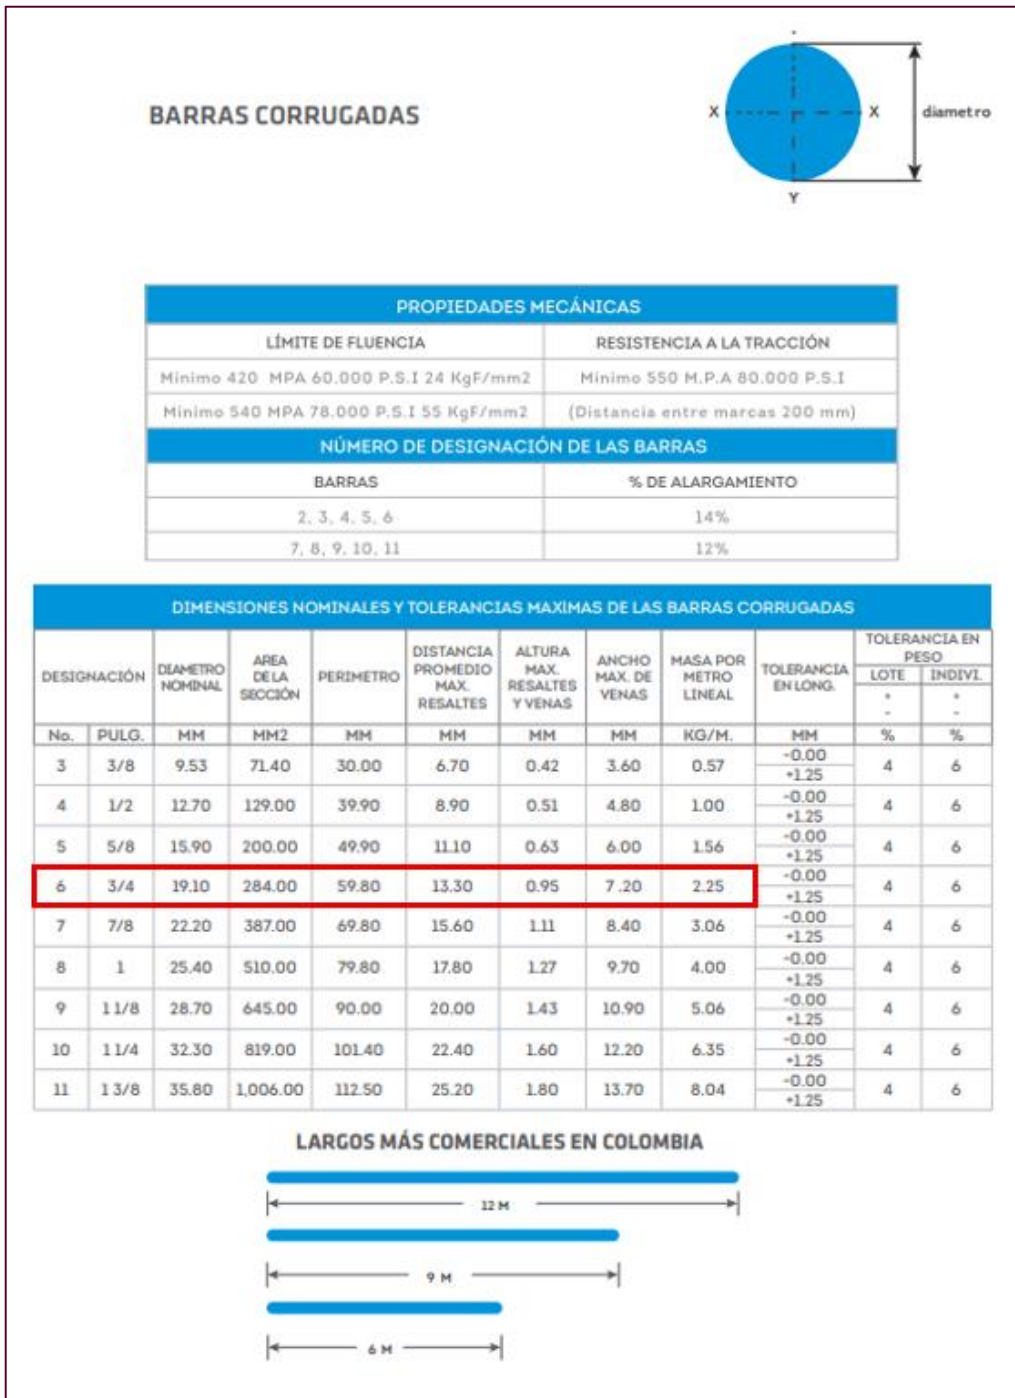 BARRAS CORRUGADAS
X
X
diametro
Y
PROPIEDADES MECÁNICAS
LÍMITE DE FLUENCIA RESISTENCIA A LA TRACCIÓN
Minimo 420 MPA 60.000 P.S.I 24 KgF/mm2 Minimo 550 M.P.A 80.000 P.S.I
Minimo 540 MPA 78.000 P.S.I 55 KgF/mm2 (Distancia entre marcas 200 mm)
NÚMERO DE DESIGNACIÓN DE LAS BARRAS
BARRAS % DE ALARGAMIENTO
2, 3, 4, 5, 6 14%
7, 8, 9, 10, 11 12%
DIMENSIONES NOMINALES Y TOLERANCIAS MAXIMAS DE LAS BARRAS CORRUGADAS
DESIGNACIÓN
DIAMETRO
NOMINAL
AREA
DE LA
SECCIÓN
PERIMETRO
DISTANCIA
PROMEDIO
MAX.
RESALTES
ALTURA
MAX.
RESALTES
Y VENAS
ANCHO
MAX. DE
VENAS
MASA POR
METRO
LINEAL
TOLERANCIA
EN LONG.
TOLERANCIA EN
PESO
LOTE INDIVI.
+ +
- -
No. PULG. MM MM2 MM MM MM MM KG/M. MM % %
3 3/8 9.53 71.40 30.00 6.70 0.42 3.60 0.57 -0.00 +1.25 4 6
4 1/2 12.70 129.00 39.90 8.90 0.51 4.80 1.00 -0.00 +1.25 4 6
5 5/8 15.90 200.00 49.90 11.10 0.63 6.00 1.56 -0.00 +1.25 4 6
6 3/4 19.10 284.00 59.80 13.30 0.95 7.20 2.25 -0.00 +1.25 4 6
7 7/8 22.20 387.00 69.80 15.60 1.11 8.40 3.06 -0.00 +1.25 4 6
8 1 25.40 510.00 79.80 17.80 1.27 9.70 4.00 -0.00 +1.25 4 6
9 1 1/8 28.70 645.00 90.00 20.00 1.43 10.90 5.06 -0.00 +1.25 4 6
10 1 1/4 32.30 819.00 101.40 22.40 1.60 12.20 6.35 -0.00 +1.25 4 6
11 1 3/8 35.80 1,006.00 112.50 25.20 1.80 13.70 8.04 -0.00 +1.25 4 6
LARGOS MÁS COMERCIALES EN COLOMBIA
12 M
9 M
6 M